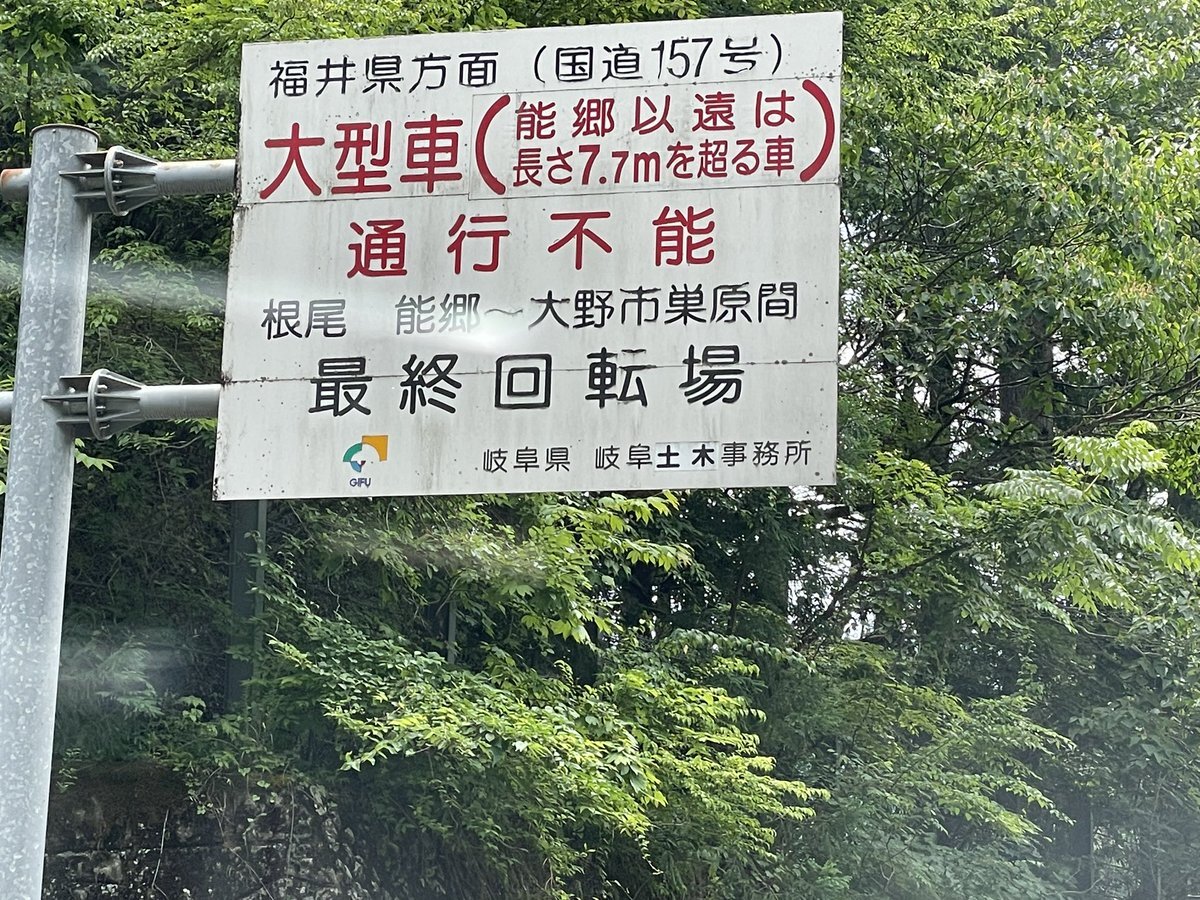 福井県方面（国道157号）
大型車（能郷以遠は
長さ7.7mを超る車）
通行不能
根尾　能郷〜大野市巣原間
最終回転場
GIFU
岐阜県　岐阜土木事務所